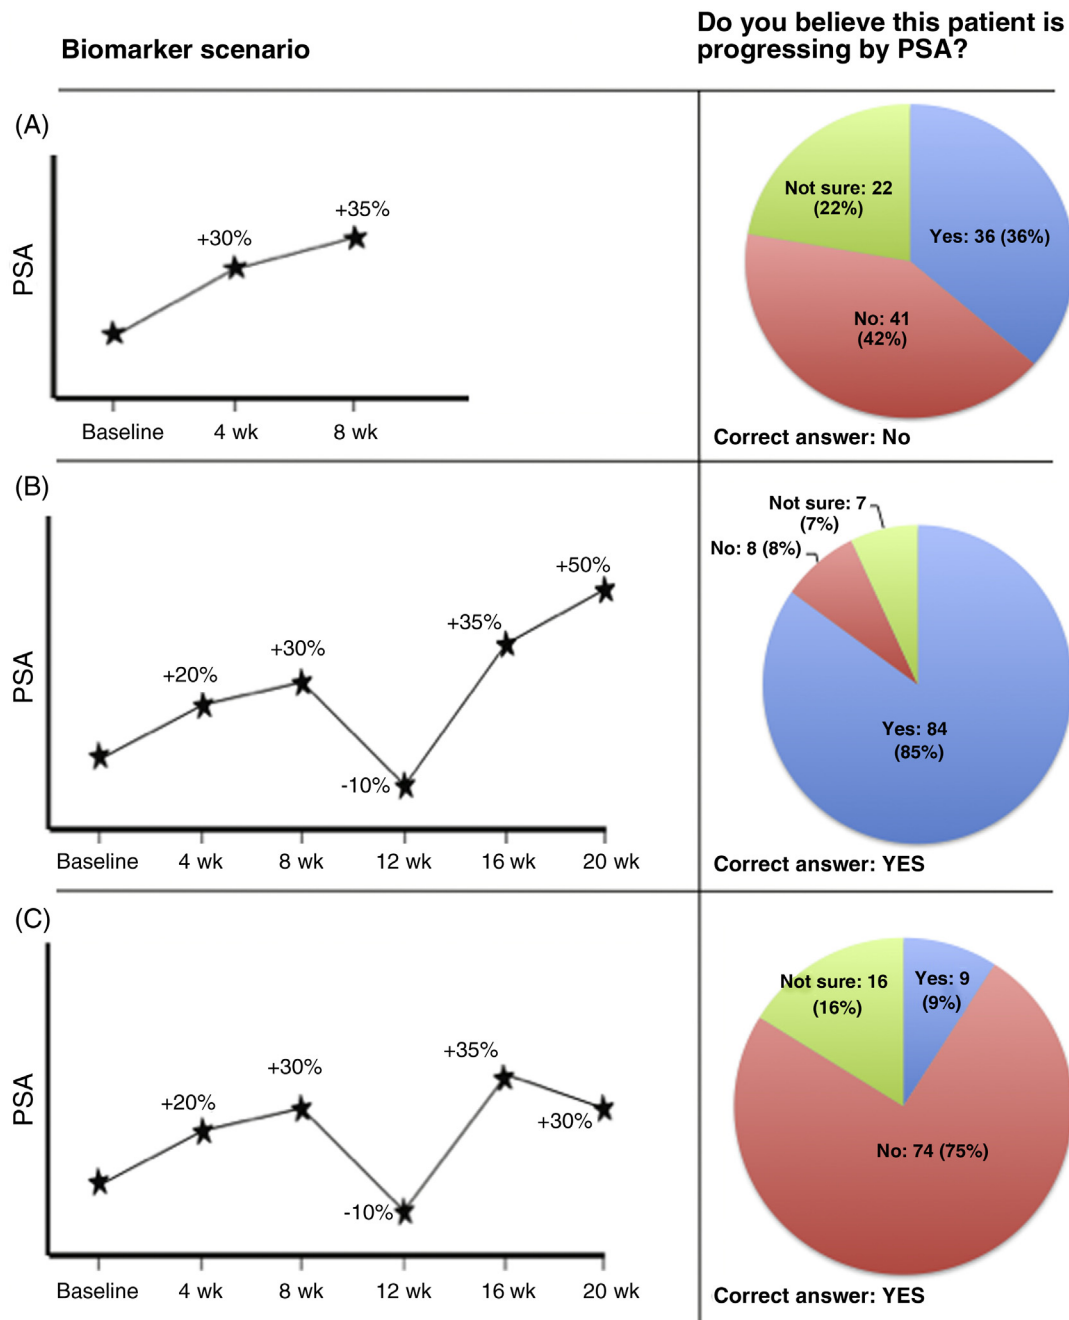 Biomarker scenario
Do you believe this patient is
progressing by PSA?
(A)
PSA
+30%
+35%
Baseline
4 wk
8 wk
Not sure: 22
(22%)
Yes: 36 (36%)
No: 41
(42%)
Correct answer: No
(B)
PSA
+20%
+30%
-10%
+35%
+50%
Baseline
4 wk
8 wk
12 wk
16 wk
20 wk
Not sure: 7
(7%)
No: 8 (8%)
Yes: 84
(85%)
Correct answer: YES
(C)
PSA
+20%
+30%
-10%
+35%
+30%
Baseline
4 wk
8 wk
12 wk
16 wk
20 wk
Not sure: 16
(16%)
Yes: 9
(9%)
No: 74 (75%)
Correct answer: YES